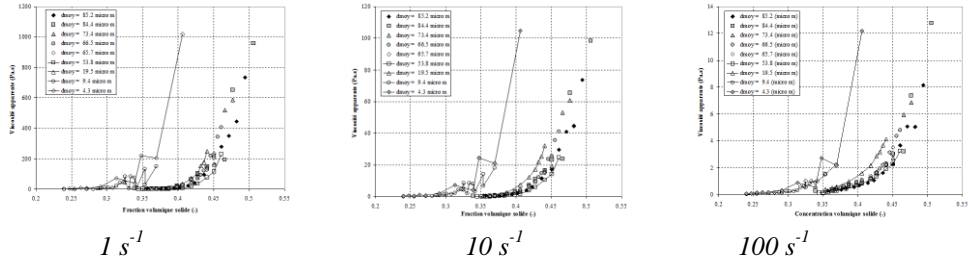 Viscosité apparente (Pa.s)
1200
1000
800
600
400
200
0
0.2 0.25 0.3 0.35 0.4 0.45 0.5 0.55
Fraction volumique solide (-)
dmoy = 85.2 micro m
dmoy = 84.4 micro m
dmoy = 73.4 micro m
dmoy = 66.5 micro m
dmoy = 65.7 micro m
dmoy = 53.8 micro m
dmoy = 19.5 micro m
dmoy = 9.4 micro m
dmoy = 4.3 micro m
1 s⁻¹
Viscosité apparente (Pa.s)
120
100
80
60
40
20
0
0.2 0.25 0.3 0.35 0.4 0.45 0.5 0.55
Fraction volumique solide (-)
dmoy = 85.2 micro m
dmoy = 84.4 micro m
dmoy = 73.4 micro m
dmoy = 66.5 micro m
dmoy = 65.7 micro m
dmoy = 53.8 micro m
dmoy = 19.5 micro m
dmoy = 9.4 micro m
dmoy = 4.3 micro m
10 s⁻¹
Viscosité apparente (Pa.s)
14
12
10
8
6
4
2
0
0.2 0.25 0.3 0.35 0.4 0.45 0.5 0.55
Concentration volumique solide (-)
dmoy = 85.2 (micro m)
dmoy = 84.4 (micro m)
dmoy = 73.4 (micro m)
dmoy = 66.5 (micro m)
dmoy = 65.7 (micro m)
dmoy = 53.8 (micro m)
dmoy = 19.5 (micro m)
dmoy = 9.4 (micro m)
dmoy = 4.3 (micro m)
100 s⁻¹